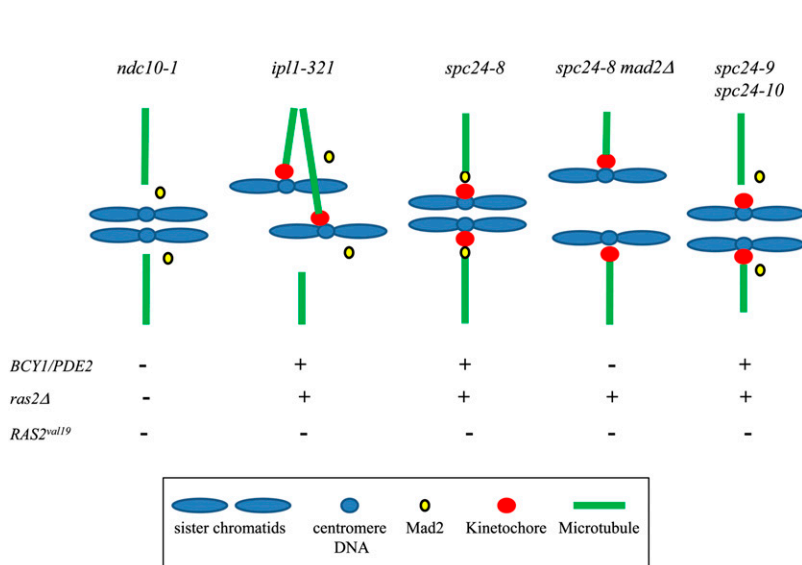 ndc10-1 ipl1-321 spc24-8 spc24-8 mad2Δ spc24-9
spc24-10
BCY1/PDE2 - + + - +
ras2Δ - + + + +
RAS2val19 - - - - -
sister chromatids centromere DNA Mad2 Kinetochore Microtubule